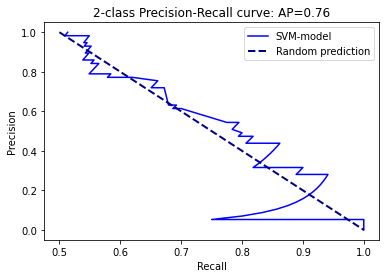 2-class Precision-Recall curve: AP=0.76
SVM-model
Random prediction
Precision
1.0
0.8
0.6
0.4
0.2
0.0
0.5 0.6 0.7 0.8 0.9 1.0
Recall